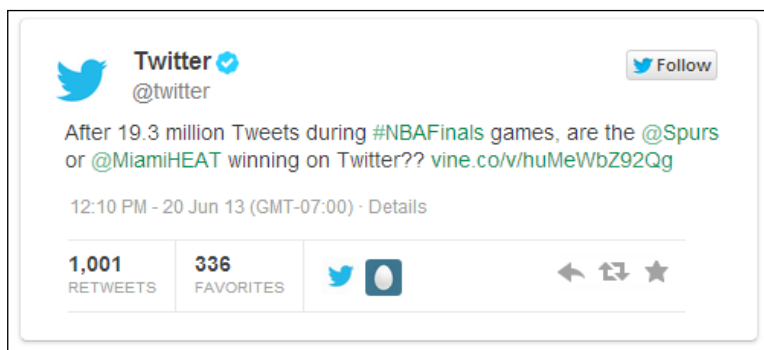 Twitter
@twitter
Follow
After 19.3 million Tweets during #NBAFinals games, are the @Spurs
or @MiamiHEAT winning on Twitter?? vine.co/v/huMeWbZ92Qg
12:10 PM - 20 Jun 13 (GMT-07:00) · Details
1,001
RETWEETS
336
FAVORITES